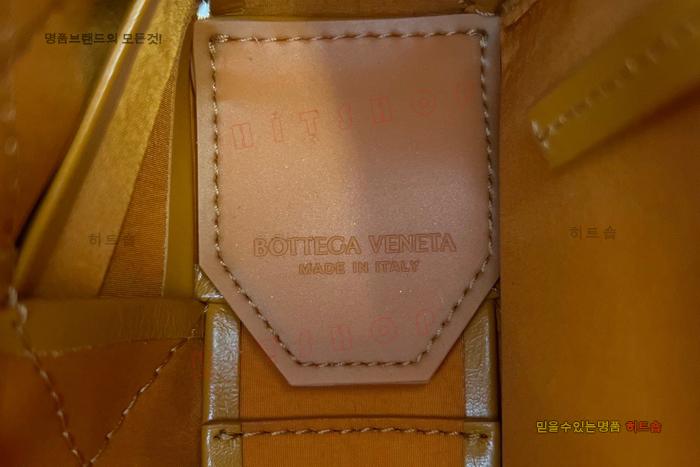 명품브랜드의 모든것!
HITSHOP
BOTTEGA VENETA
MADE IN ITALY
히트숍
히트숍
HITSHOP
믿을수있는명품 히트숍